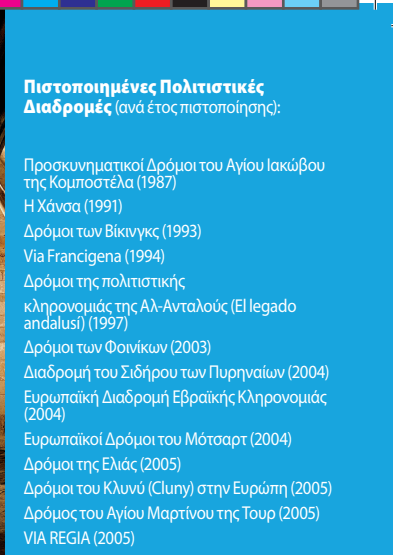 Πιστοποιημένες Πολιτιστικές
Διαδρομές (ανά έτος πιστοποίησης):
Προσκυνηματικοί Δρόμοι του Αγίου Ιακώβου
της Κομποστέλα (1987)
Η Χάνσα (1991)
Δρόμοι των Βίκινγκς (1993)
Via Francigena (1994)
Δρόμοι της πολιτιστικής
κληρονομιάς της Αλ-Ανταλούς (El legado
andalusí) (1997)
Δρόμοι των Φοινίκων (2003)
Διαδρομή του Σιδήρου των Πυρηναίων (2004)
Ευρωπαϊκή Διαδρομή Εβραϊκής Κληρονομιάς
(2004)
Ευρωπαϊκοί Δρόμοι του Μότσαρτ (2004)
Δρόμοι της Ελιάς (2005)
Δρόμοι του Κλυνύ (Cluny) στην Ευρώπη (2005)
Δρόμος του Αγίου Μαρτίνου της Τουρ (2005)
VIA REGIA (2005)